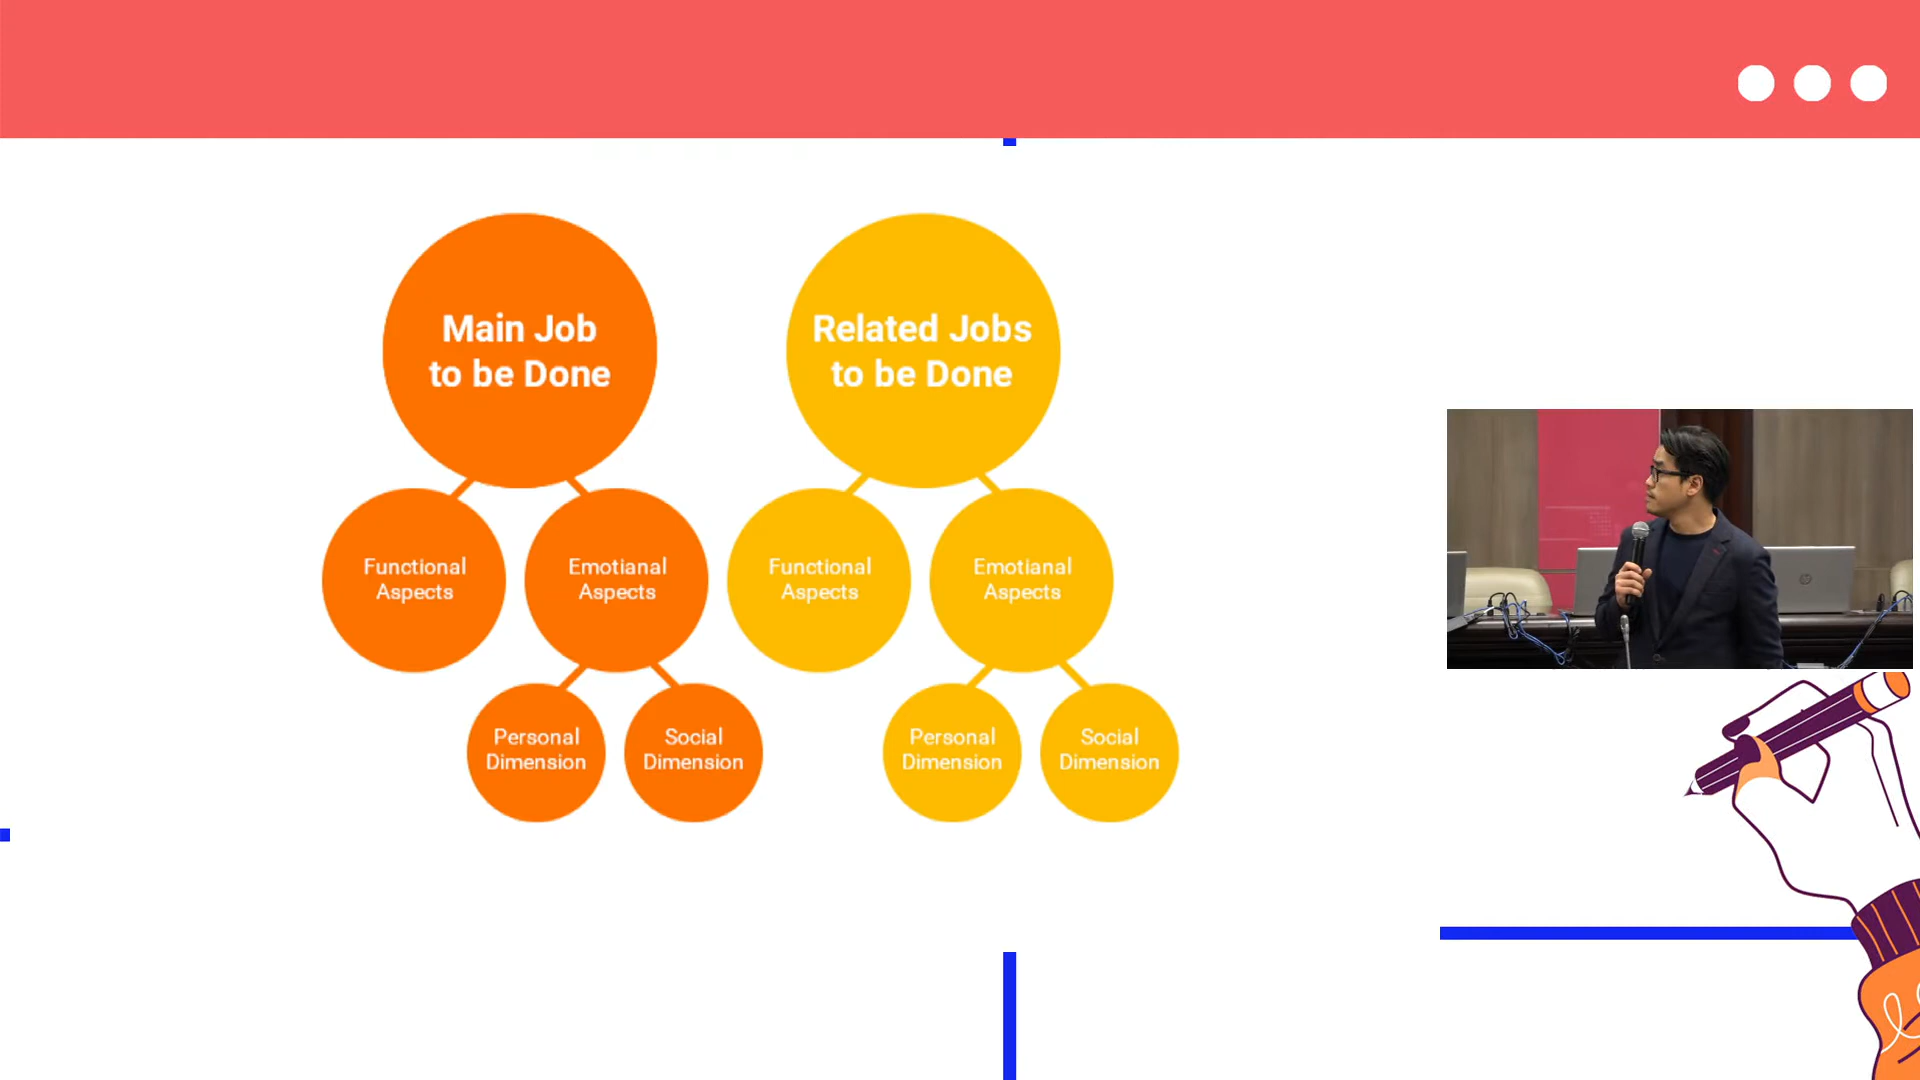 Main Job
to be Done
Related Jobs
to be Done
Functional
Aspects
Emotianal
Aspects
Functional
Aspects
Emotianal
Aspects
Personal
Dimension
Social
Dimension
Personal
Dimension
Social
Dimension